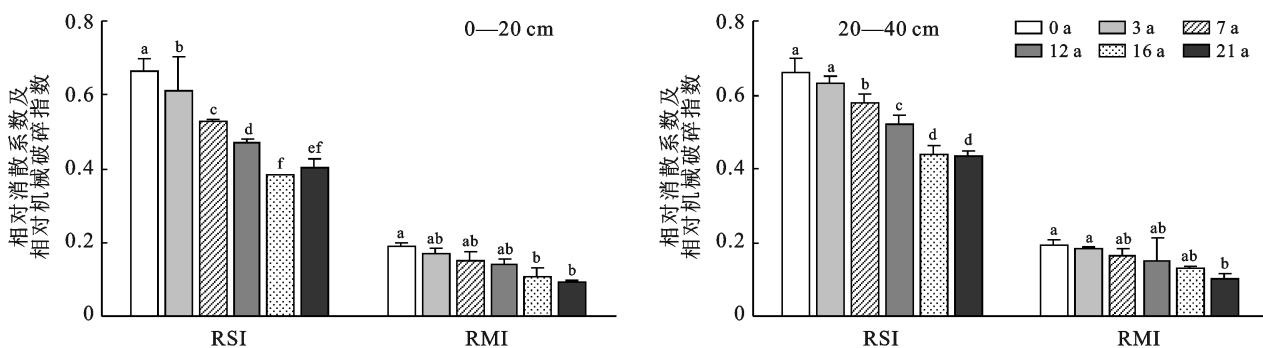 相对消散系数及
相对机械破碎指数
0.8
0.6
0.4
0.2
0
0—20 cm
a b c d f ef
a ab ab ab b b
RSI RMI
相对消散系数及
相对机械破碎指数
0.8
0.6
0.4
0.2
0
20—40 cm
0 a 3 a 7 a
12 a 16 a 21 a
a a b c d d
a a ab ab ab b
RSI RMI